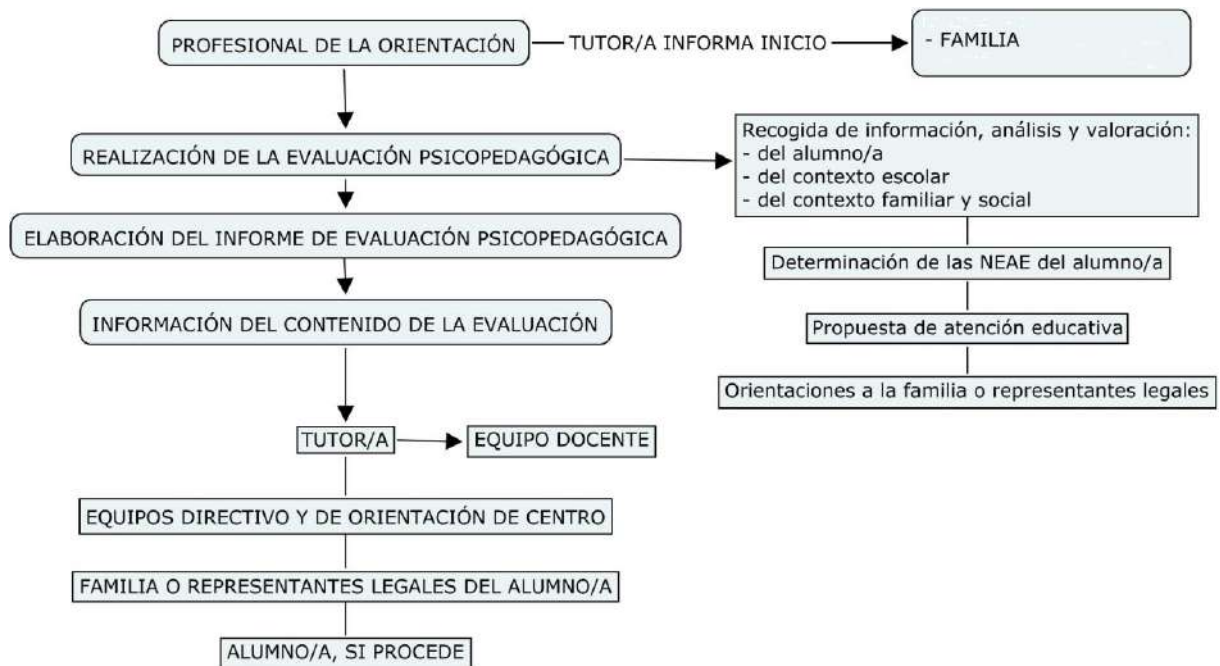 PROFESIONAL DE LA ORIENTACIÓN
TUTOR/A INFORMA INICIO
- FAMILIA
REALIZACIÓN DE LA EVALUACIÓN PSICOPEDAGÓGICA
Recogida de información, análisis y valoración:
- del alumno/a
- del contexto escolar
- del contexto familiar y social
ELABORACIÓN DEL INFORME DE EVALUACIÓN PSICOPEDAGÓGICA
Determinación de las NEAE del alumno/a
INFORMACIÓN DEL CONTENIDO DE LA EVALUACIÓN
Propuesta de atención educativa
Orientaciones a la familia o representantes legales
TUTOR/A
EQUIPO DOCENTE
EQUIPOS DIRECTIVO Y DE ORIENTACIÓN DE CENTRO
FAMILIA O REPRESENTANTES LEGALES DEL ALUMNO/A
ALUMNO/A, SI PROCEDE